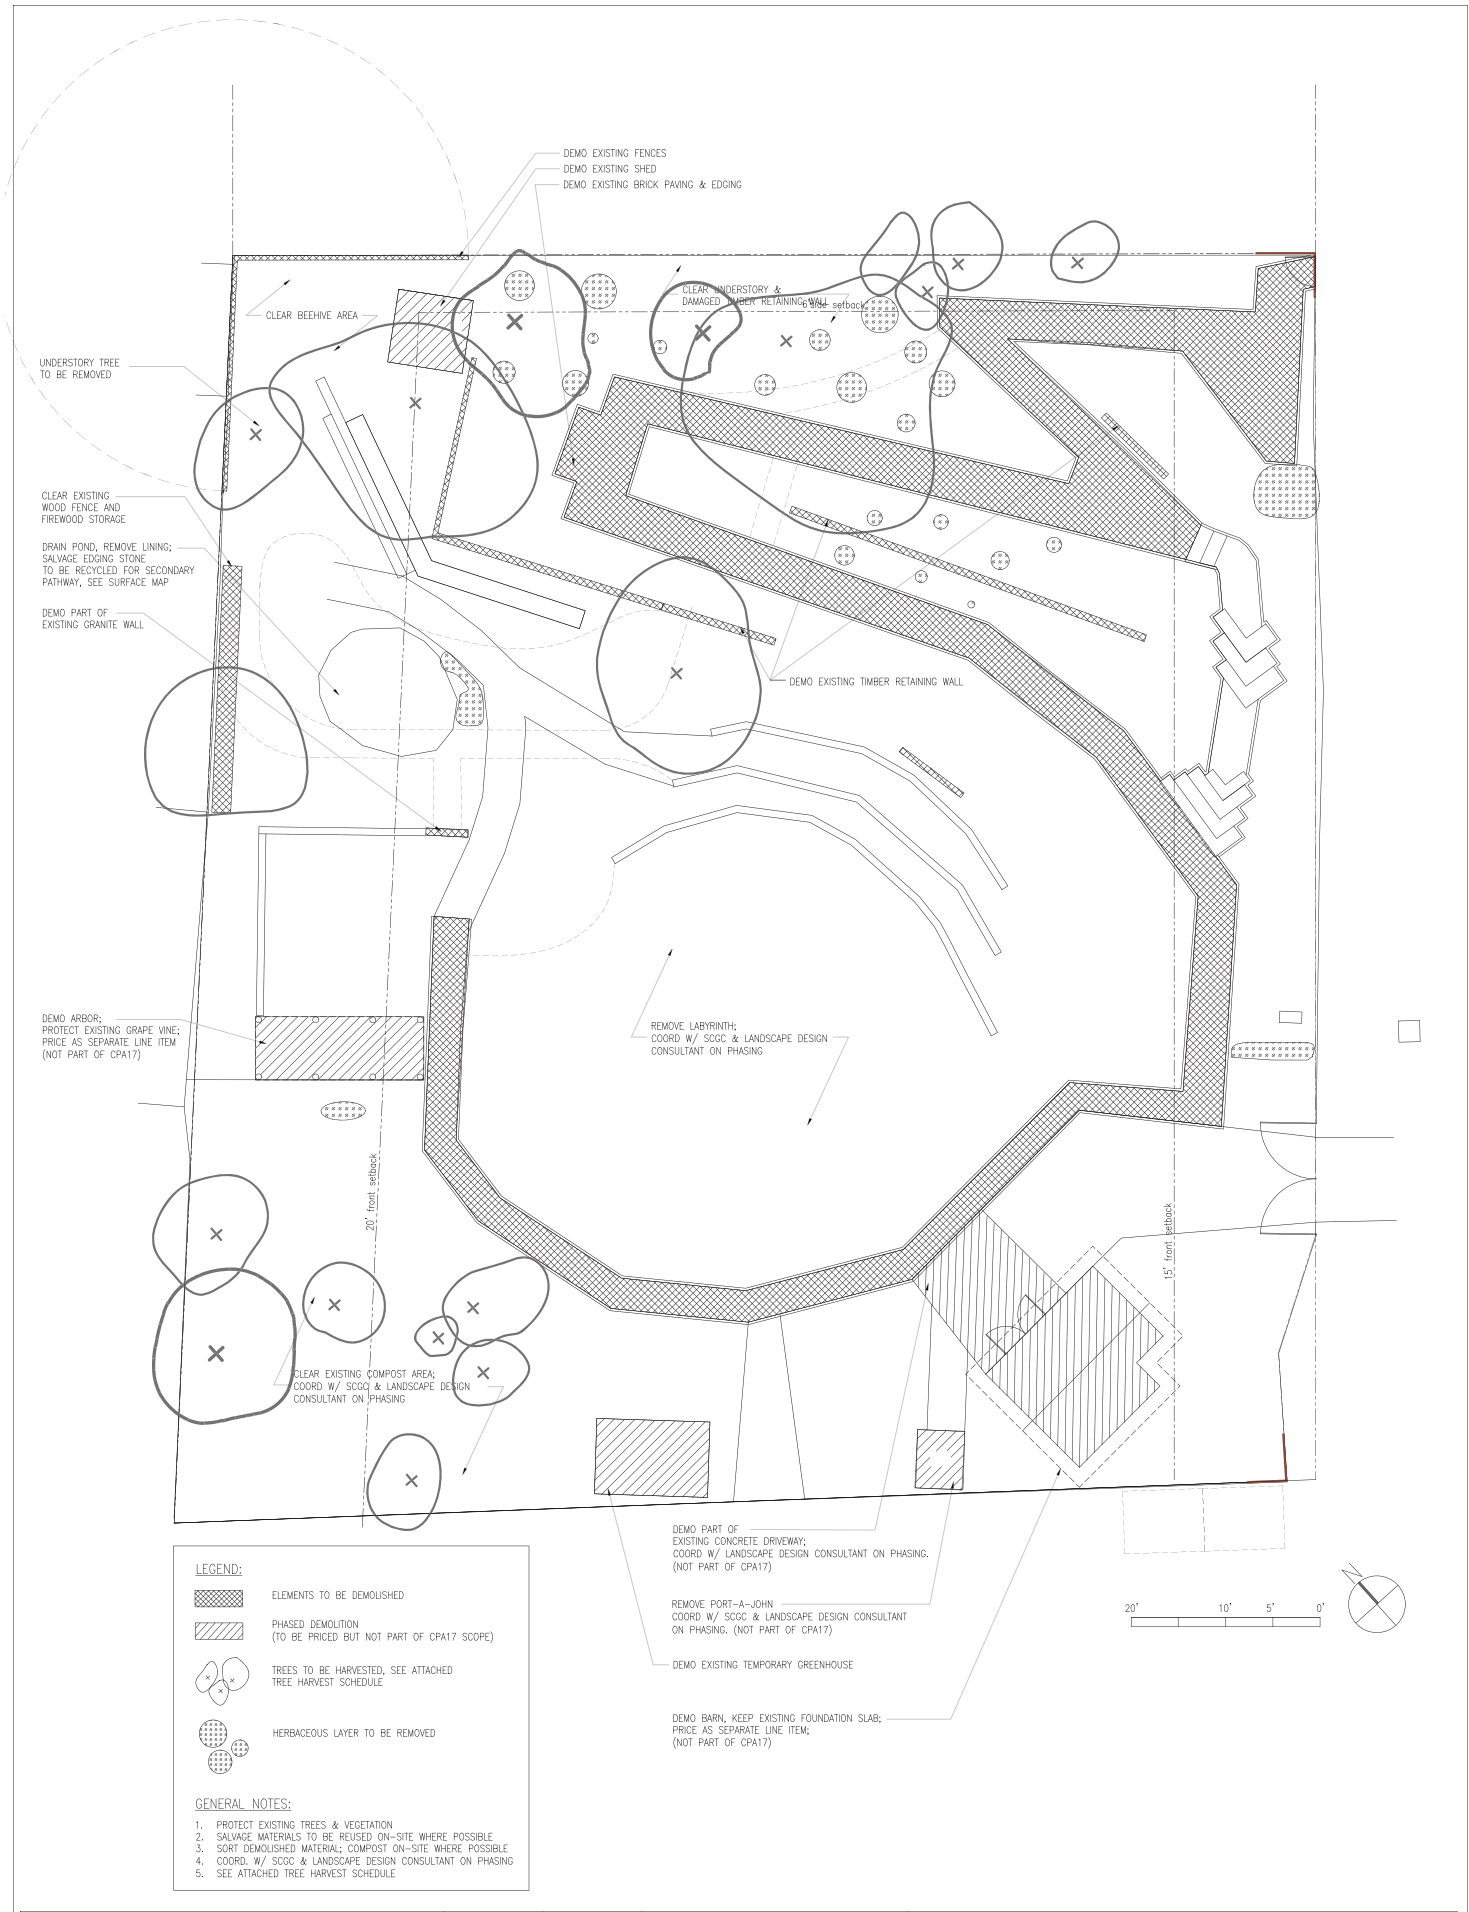 DEMO EXISTING FENCES
DEMO EXISTING SHED
DEMO EXISTING BRICK PAVING & EDGING
CLEAR UNDERSTORY &
DAMAGED TIMBER RETAINING WALL
6' side setback
CLEAR BEEHIVE AREA
UNDERSTORY TREE
TO BE REMOVED
CLEAR EXISTING
WOOD FENCE AND
FIREWOOD STORAGE
DRAIN POND, REMOVE LINING;
SALVAGE EDGING STONE
TO BE RECYCLED FOR SECONDARY
PATHWAY, SEE SURFACE MAP
DEMO PART OF
EXISTING GRANITE WALL
DEMO EXISTING TIMBER RETAINING WALL
DEMO ARBOR;
PROTECT EXISTING GRAPE VINE;
PRICE AS SEPARATE LINE ITEM
(NOT PART OF CPA17)
REMOVE LABYRINTH;
COORD W/ SCGC & LANDSCAPE DESIGN
CONSULTANT ON PHASING
20' front setback
15' front setback
CLEAR EXISTING COMPOST AREA;
COORD W/ SCGC & LANDSCAPE DESIGN
CONSULTANT ON PHASING
DEMO PART OF
EXISTING CONCRETE DRIVEWAY;
COORD W/ LANDSCAPE DESIGN CONSULTANT ON PHASING.
(NOT PART OF CPA17)
REMOVE PORT-A-JOHN
COORD W/ SCGC & LANDSCAPE DESIGN CONSULTANT
ON PHASING. (NOT PART OF CPA17)
DEMO EXISTING TEMPORARY GREENHOUSE
DEMO BARN, KEEP EXISTING FOUNDATION SLAB;
PRICE AS SEPARATE LINE ITEM;
(NOT PART OF CPA17)
20' 10' 5' 0'
N
LEGEND:
ELEMENTS TO BE DEMOLISHED
PHASED DEMOLITION
(TO BE PRICED BUT NOT PART OF CPA17 SCOPE)
TREES TO BE HARVESTED, SEE ATTACHED
TREE HARVEST SCHEDULE
HERBACEOUS LAYER TO BE REMOVED
GENERAL NOTES:
1. PROTECT EXISTING TREES & VEGETATION
2. SALVAGE MATERIALS TO BE REUSED ON-SITE WHERE POSSIBLE
3. SORT DEMOLISHED MATERIAL; COMPOST ON-SITE WHERE POSSIBLE
4. COORD. W/ SCGC & LANDSCAPE DESIGN CONSULTANT ON PHASING
5. SEE ATTACHED TREE HARVEST SCHEDULE